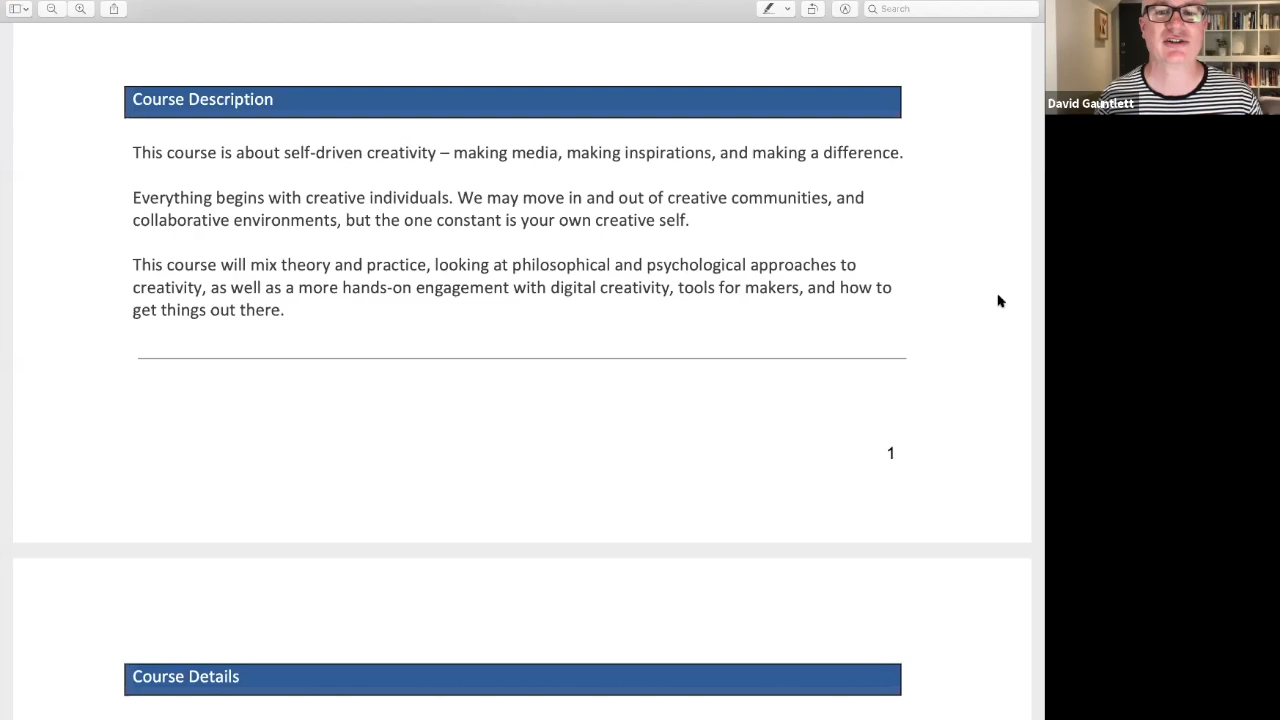 Search
Course Description
This course is about self-driven creativity – making media, making inspirations, and making a difference.
Everything begins with creative individuals. We may move in and out of creative communities, and
collaborative environments, but the one constant is your own creative self.
This course will mix theory and practice, looking at philosophical and psychological approaches to
creativity, as well as a more hands-on engagement with digital creativity, tools for makers, and how to
get things out there.
1
Course Details
David Gauntlett